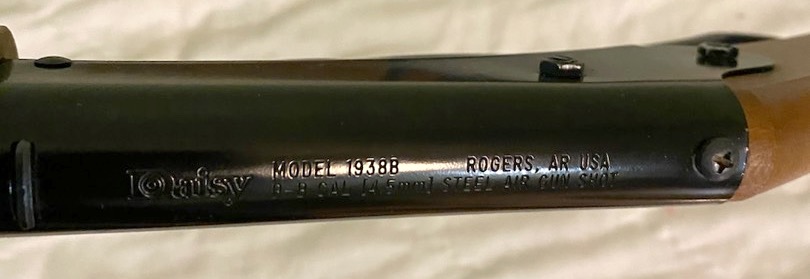 Daisy MODEL 1938B ROGERS, AR USA
B-B CAL [4.5mm] STEEL AIR GUN SHOT